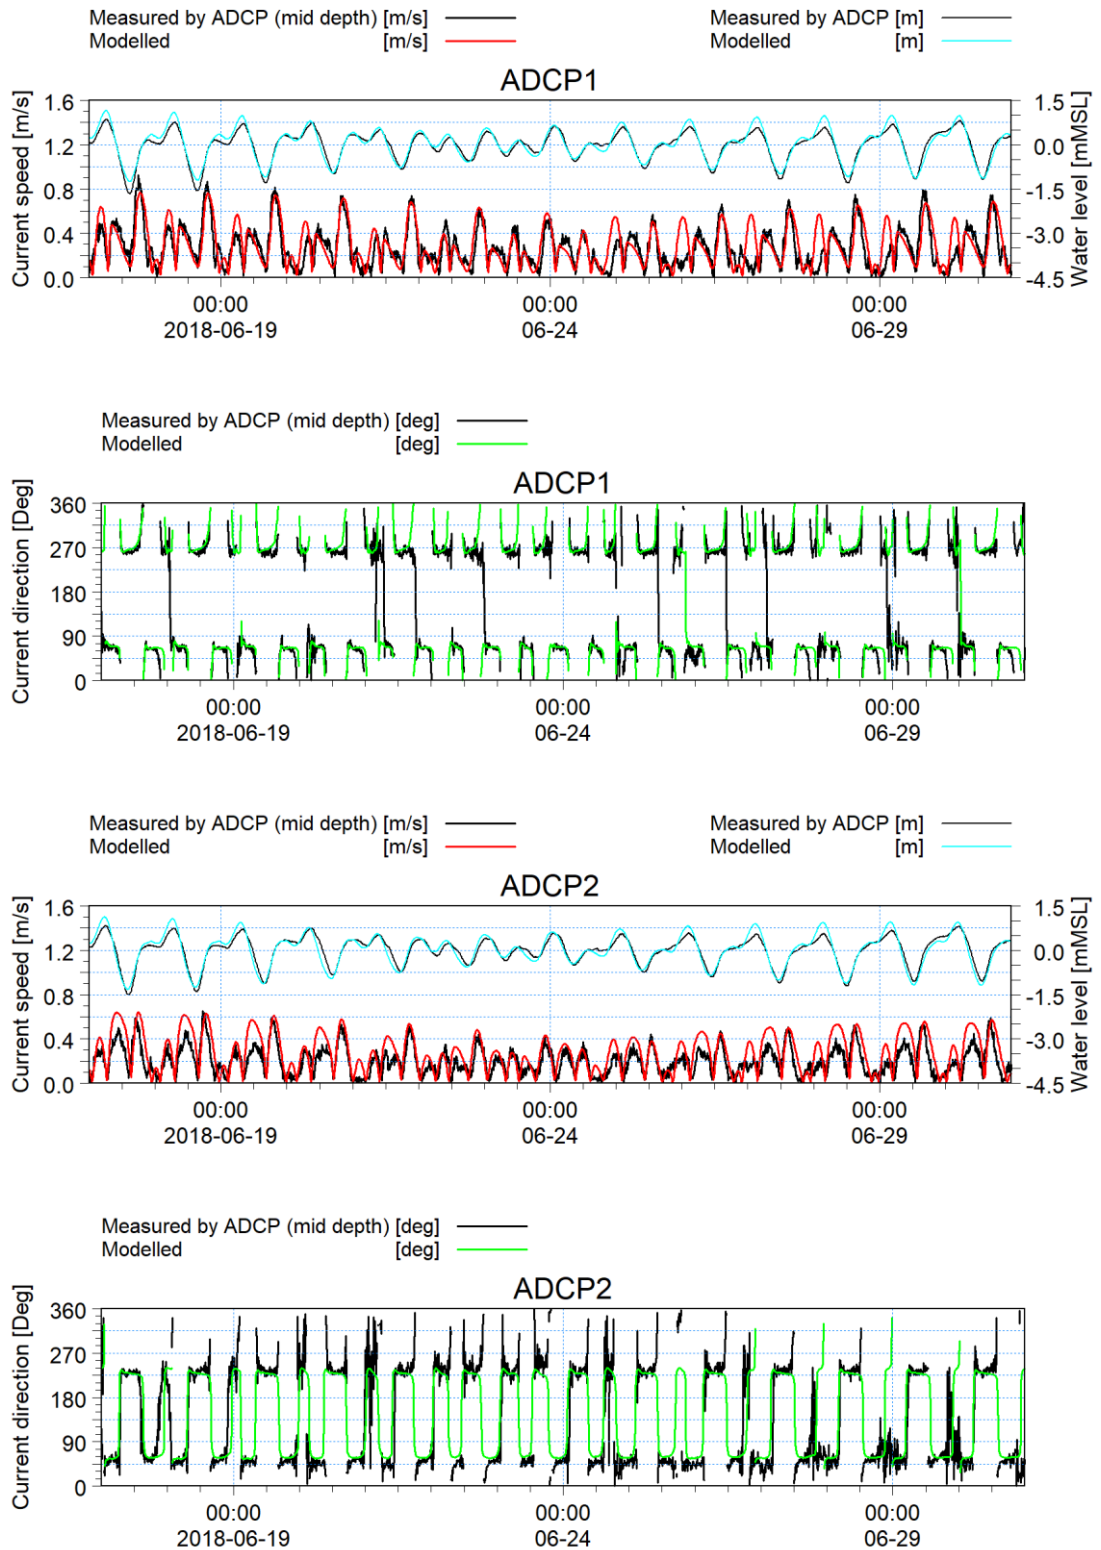 Measured by ADCP (mid depth) [m/s] Measured by ADCP [m]
Modelled [m/s] Modelled [m]
ADCP1
Current speed [m/s]
1.6
1.2
0.8
0.4
0.0
1.5
0.0
-1.5
-3.0
-4.5
Water level [mMSL]
00:00 00:00 00:00
2018-06-19 06-24 06-29
Measured by ADCP (mid depth) [deg]
Modelled [deg]
ADCP1
Current direction [Deg]
360
270
180
90
0
00:00 00:00 00:00
2018-06-19 06-24 06-29
Measured by ADCP (mid depth) [m/s] Measured by ADCP [m]
Modelled [m/s] Modelled [m]
ADCP2
Current speed [m/s]
1.6
1.2
0.8
0.4
0.0
1.5
0.0
-1.5
-3.0
-4.5
Water level [mMSL]
00:00 00:00 00:00
2018-06-19 06-24 06-29
Measured by ADCP (mid depth) [deg]
Modelled [deg]
ADCP2
Current direction [Deg]
360
270
180
90
0
00:00 00:00 00:00
2018-06-19 06-24 06-29